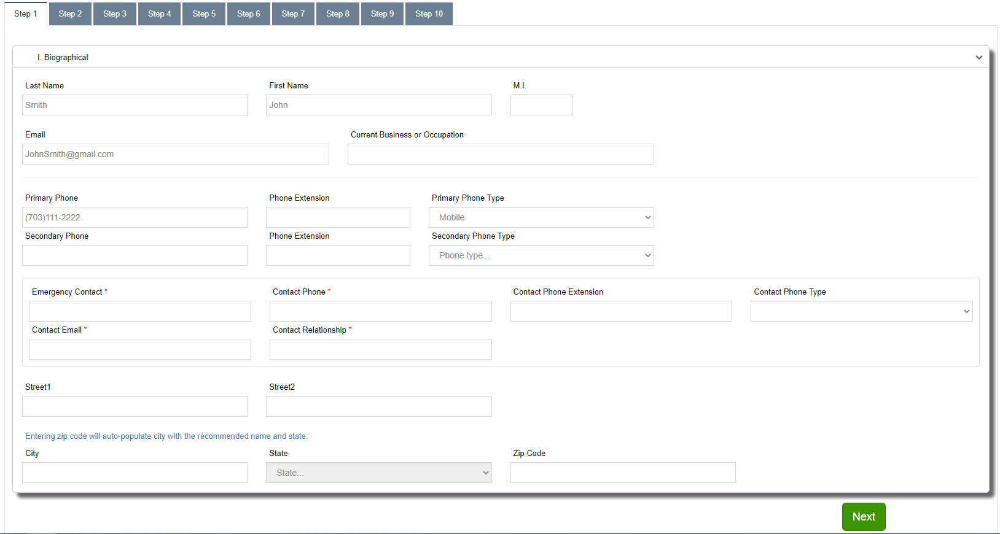 Step 1 Step 2 Step 3 Step 4 Step 5 Step 6 Step 7 Step 8 Step 9 Step 10
I. Biographical
Last Name First Name M.I.
Smith John
Email Current Business or Occupation
JohnSmith@gmail.com
Primary Phone Phone Extension Primary Phone Type
(703)111-2222 Mobile
Secondary Phone Phone Extension Secondary Phone Type
Phone type...
Emergency Contact * Contact Phone * Contact Phone Extension Contact Phone Type
Contact Email * Contact Relationship *
Street1 Street2
Entering zip code will auto-populate city with the recommended name and state.
City State Zip Code
State...
Next